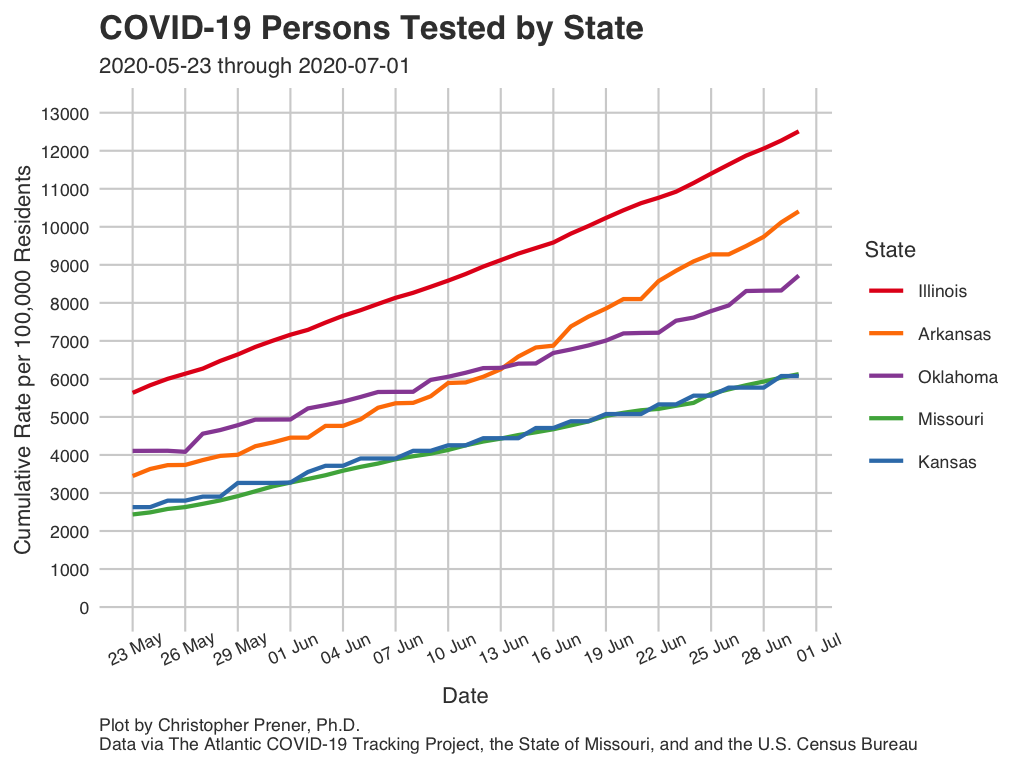 COVID-19 Persons Tested by State
2020-05-23 through 2020-07-01
Cumulative Rate per 100,000 Residents
13000
12000
11000
10000
9000
8000
7000
6000
5000
4000
3000
2000
1000
0
23 May
26 May
29 May
01 Jun
04 Jun
07 Jun
10 Jun
13 Jun
16 Jun
19 Jun
22 Jun
25 Jun
28 Jun
01 Jul
Date
State
Illinois
Arkansas
Oklahoma
Missouri
Kansas
Plot by Christopher Prener, Ph.D.
Data via The Atlantic COVID-19 Tracking Project, the State of Missouri, and and the U.S. Census Bureau